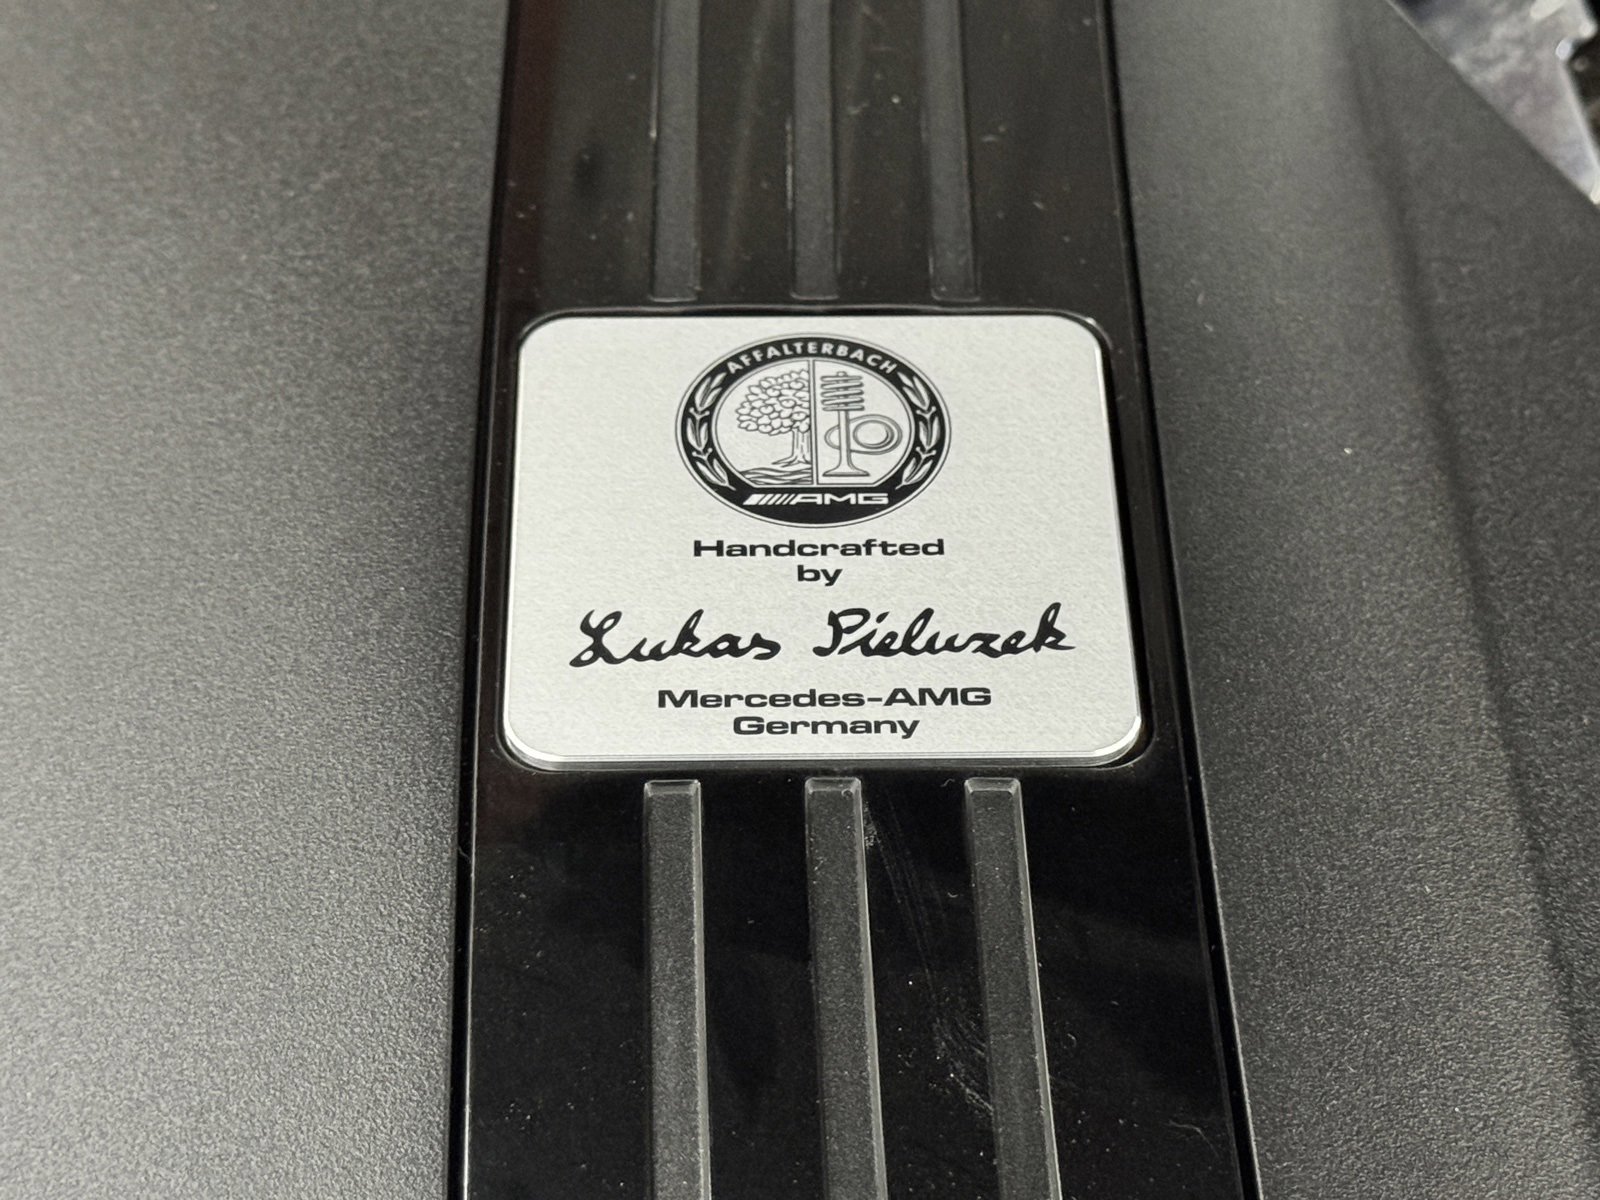 AFFALTERBACH
AMG
Handcrafted
by
Lukas Pieluzek
Mercedes-AMG
Germany